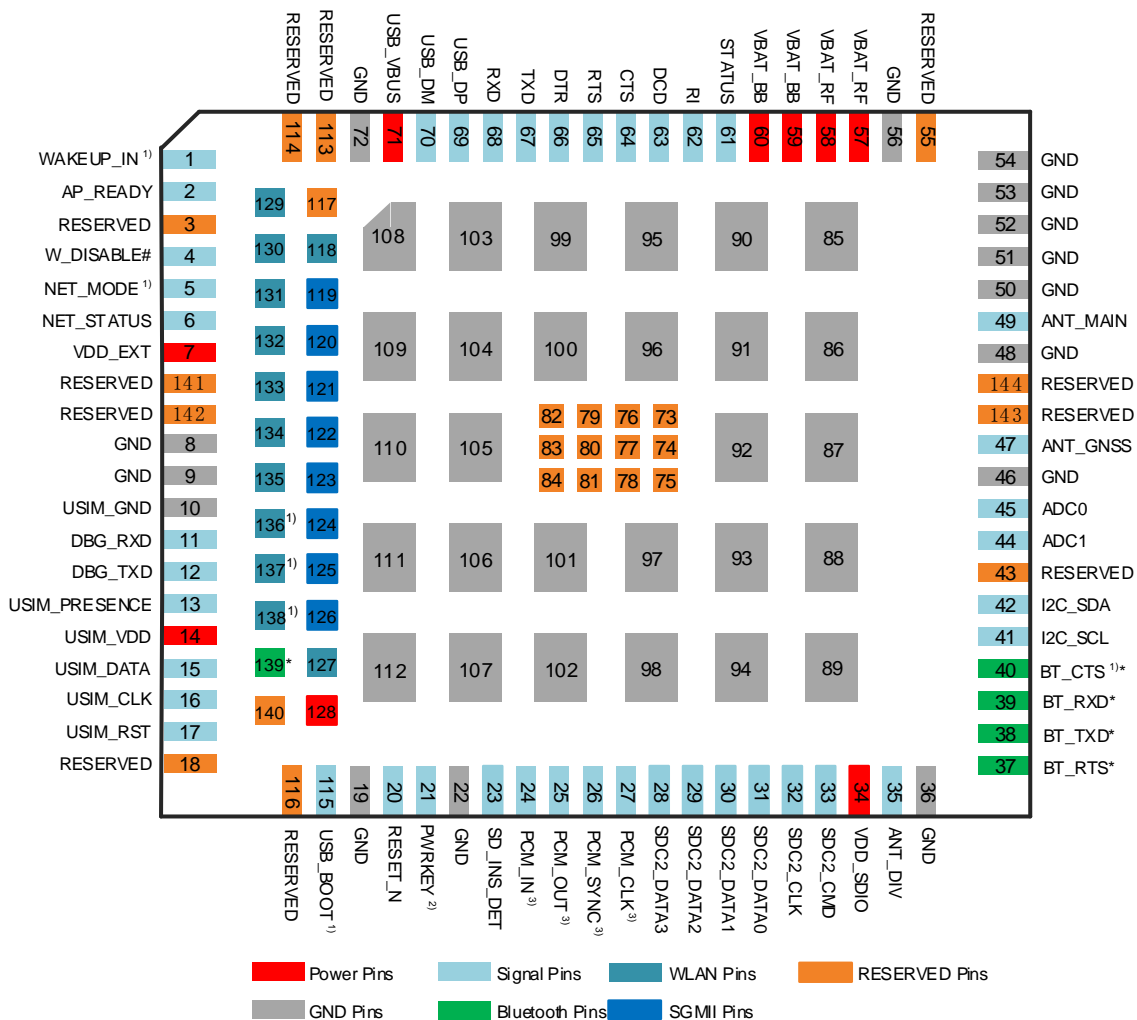 RESERVED
RESERVED
GND
USB_VBUS
USB_DM
USB_DP
RXD
TXD
DTR
RTS
CTS
DCD
RI
STATUS
VBAT_BB
VBAT_BB
VBAT_RF
VBAT_RF
GND
RESERVED
114
113
72
71
70
69
68
67
66
65
64
63
62
61
60
59
58
57
56
55
WAKEUP_IN 1) 1
AP_READY 2
RESERVED 3
W_DISABLE# 4
NET_MODE 1) 5
NET_STATUS 6
VDD_EXT 7
RESERVED 141
RESERVED 142
GND 8
GND 9
USIM_GND 10
DBG_RXD 11
DBG_TXD 12
USIM_PRESENCE 13
USIM_VDD 14
USIM_DATA 15
USIM_CLK 16
USIM_RST 17
RESERVED 18
129 117
130 118
131 119
132 120
133 121
134 122
135 123
136 1) 124
137 1) 125
138 1) 126
139 * 127
140 128
108 103 99 95 90 85
109 104 100 96 91 86
110 105
82 79 76 73
83 80 77 74
84 81 78 75
92 87
111 106 101 97 93 88
112 107 102 98 94 89
54 GND
53 GND
52 GND
51 GND
50 GND
49 ANT_MAIN
48 GND
144 RESERVED
143 RESERVED
47 ANT_GNSS
46 GND
45 ADC0
44 ADC1
43 RESERVED
42 I2C_SDA
41 I2C_SCL
40 BT_CTS 1)*
39 BT_RXD*
38 BT_TXD*
37 BT_RTS*
116
115
19
20
21
22
23
24
25
26
27
28
29
30
31
32
33
34
35
36
RESERVED
USB_BOOT 1)
GND
RESET_N
PWRKEY 2)
GND
SD_INS_DET
PCM_IN 3)
PCM_OUT 3)
PCM_SYNC 3)
PCM_CLK 3)
SDC2_DATA3
SDC2_DATA2
SDC2_DATA1
SDC2_DATA0
SDC2_CLK
SDC2_CMD
VDD_SDIO
ANT_DIV
GND
Power Pins Signal Pins WLAN Pins RESERVED Pins
GND Pins Bluetooth Pins SGMII Pins